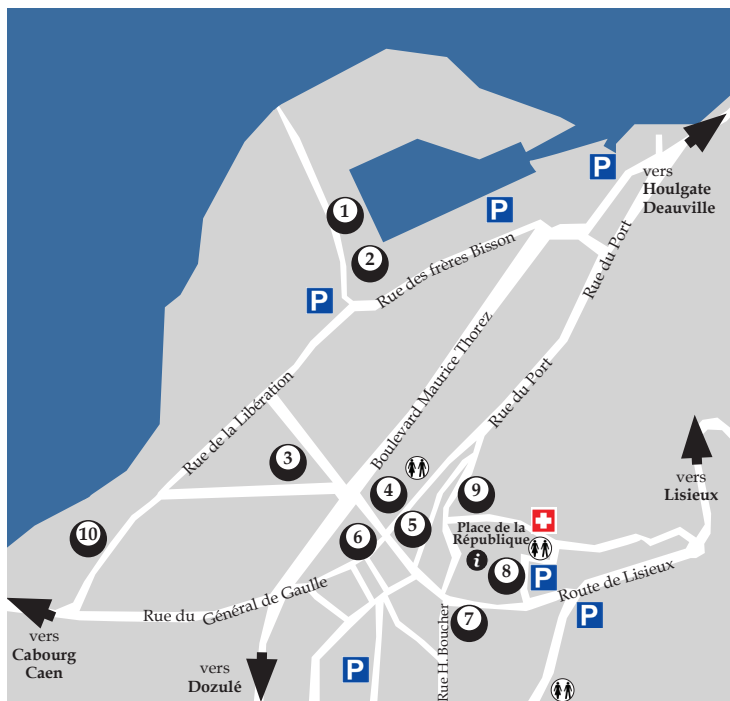 P
vers
Houlgate
Deauville
P
1
2
Rue des frères Bisson
Rue du Port
P
Boulevard Maurice Thorez
Rue de la Libération
Rue du Port
3
4
9
vers
Lisieux
5
6
10
Place de la
République
i
8
P
Route de Lisieux
P
7
Rue du Général de Gaulle
Rue H. Boucher
vers
Cabourg
Caen
vers
Dozulé
P